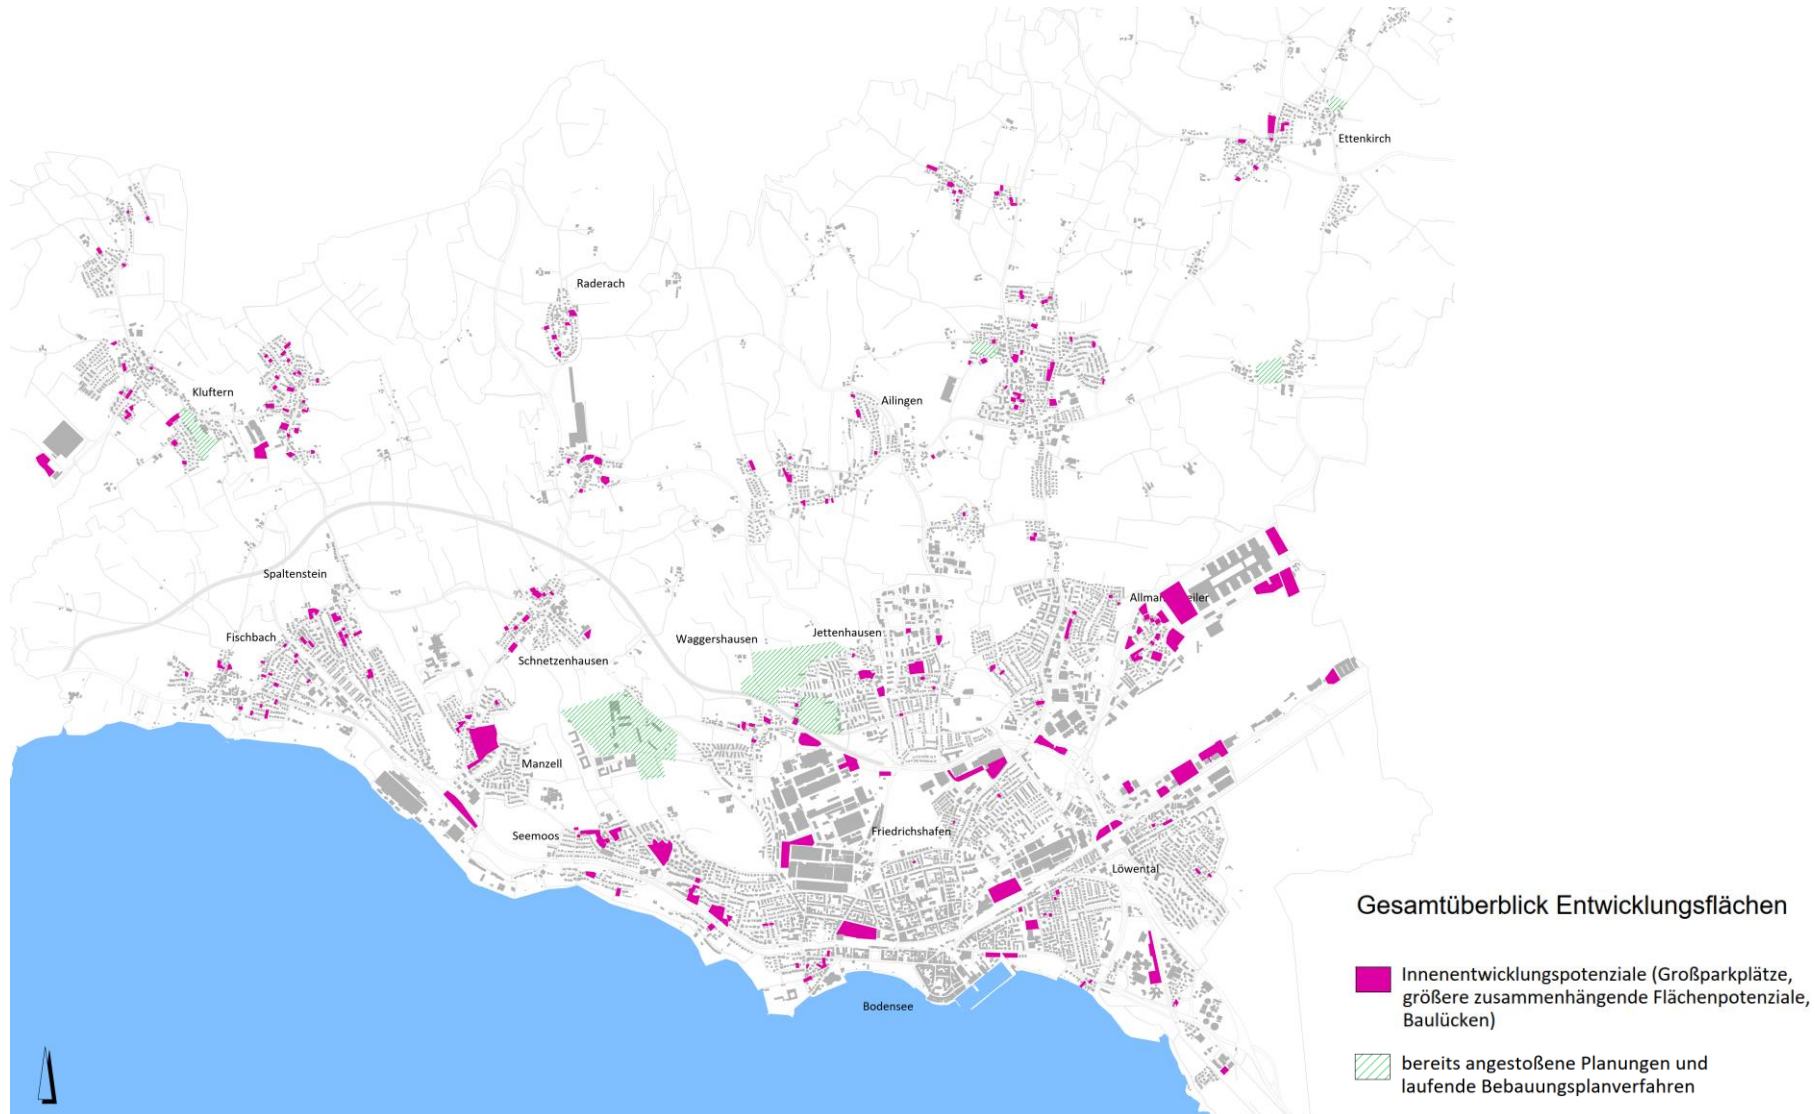 Ettenkirch
Raderach
Kluftern
Ailingen
Spaltenstein
Allmannsweiler
Fischbach
Waggershausen
Jettenhausen
Schnetzenhausen
Manzell
Seemoos
Friedrichshafen
Löwental
Bodensee
Gesamtüberblick Entwicklungsflächen
Innenentwicklungspotenziale (Großparkplätze,
größere zusammenhängende Flächenpotenziale,
Baulücken)
bereits angestoßene Planungen und
laufende Bebauungsplanverfahren